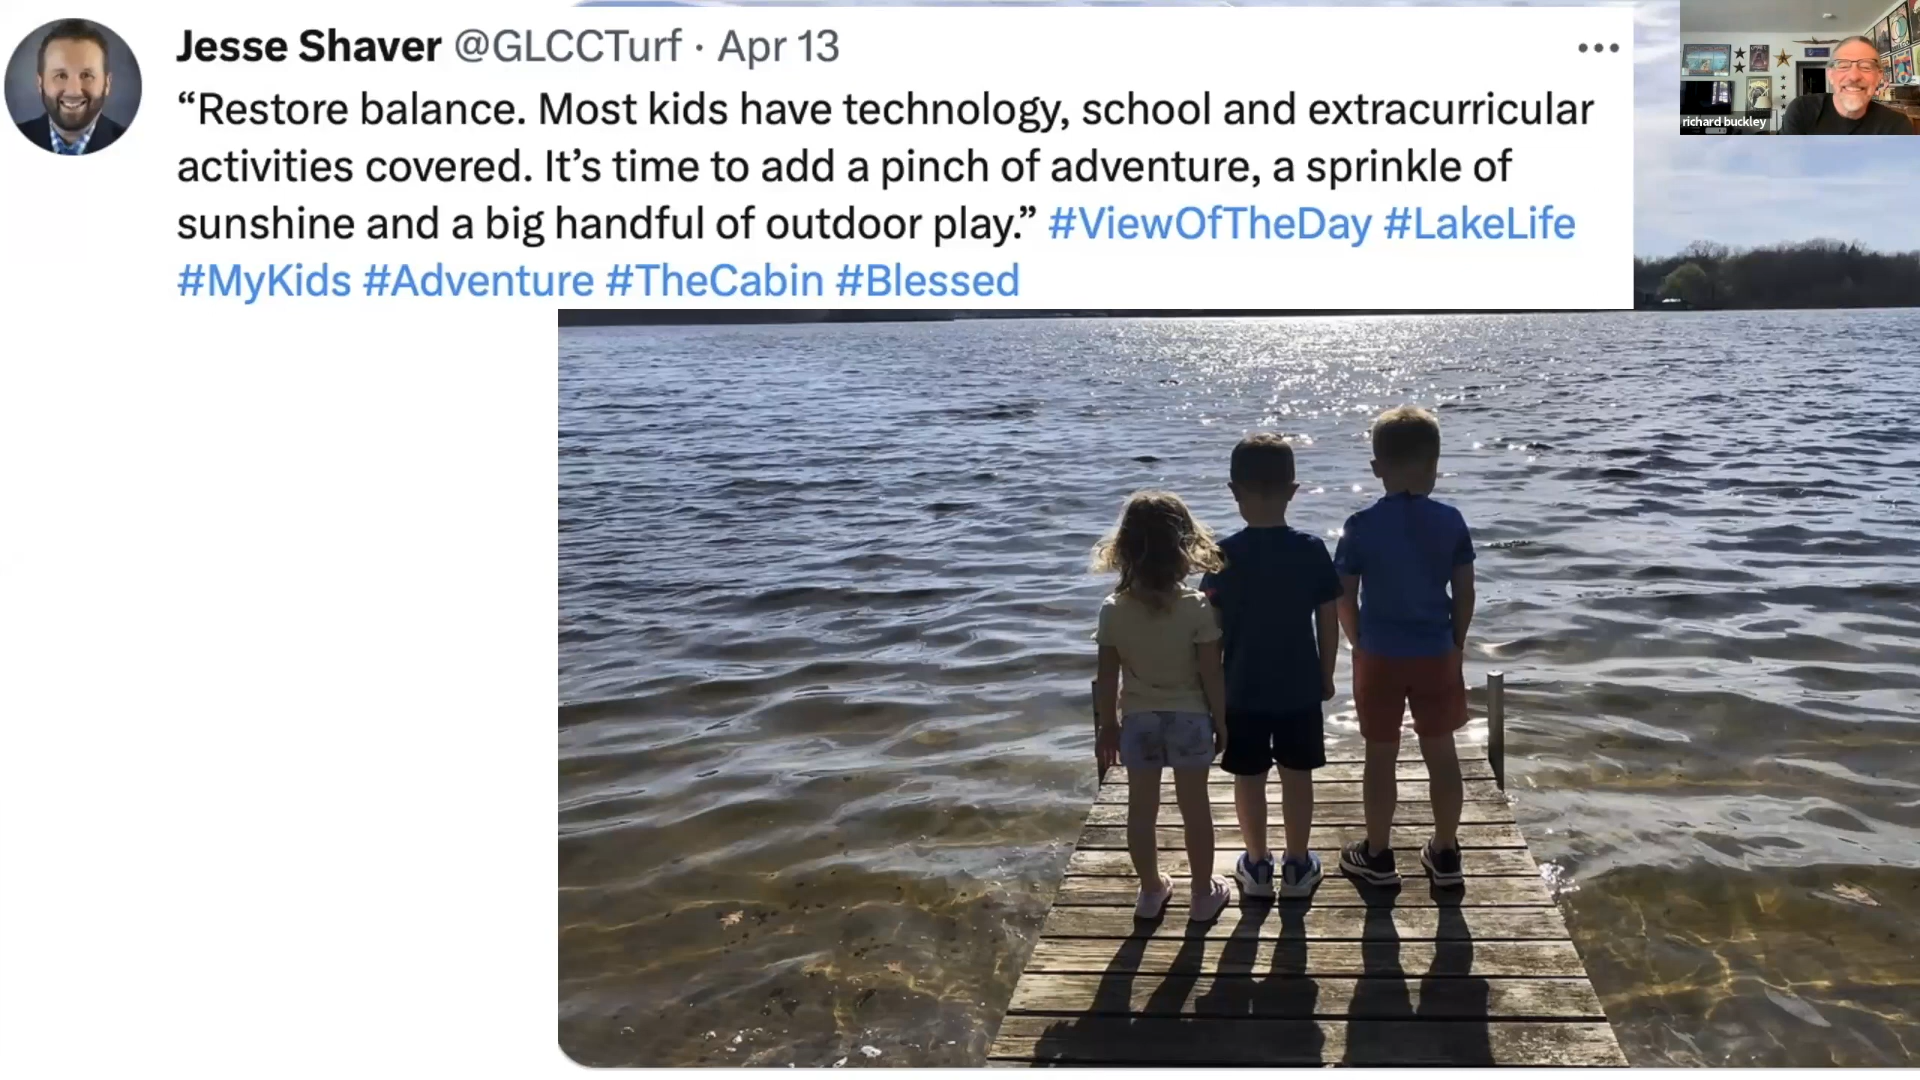 Jesse Shaver @GLCCTurf · Apr 13
“Restore balance. Most kids have technology, school and extracurricular
activities covered. It’s time to add a pinch of adventure, a sprinkle of
sunshine and a big handful of outdoor play.” #ViewOfTheDay #LakeLife
#MyKids #Adventure #TheCabin #Blessed
richard buckley